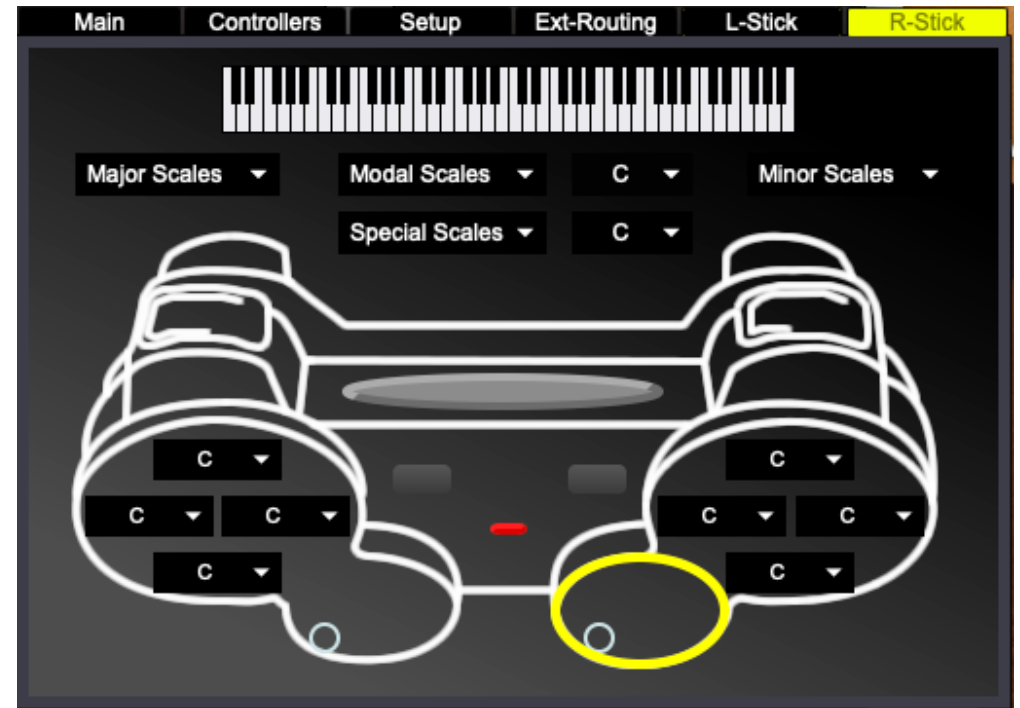 Main Controllers Setup Ext-Routing L-Stick R-Stick
Major Scales Modal Scales C Minor Scales
Special Scales C
C C
C C C C
C C